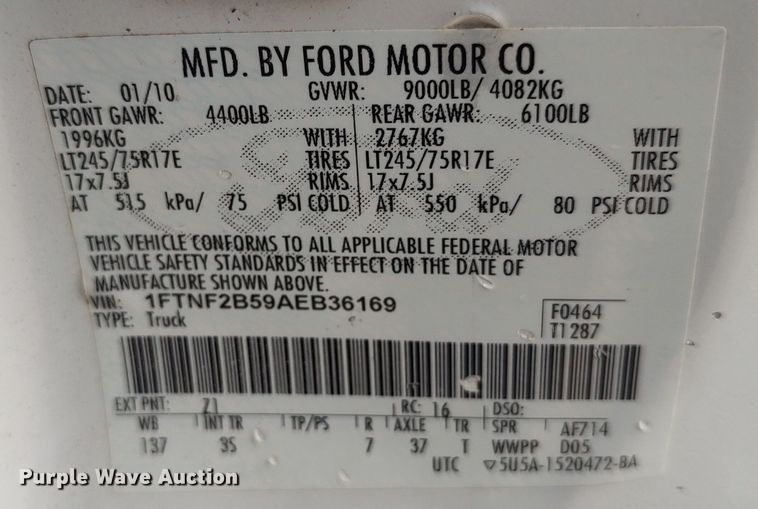 MFD. BY FORD MOTOR CO.
DATE: 01/10 GVWR: 9000LB/ 4082KG
FRONT GAWR: 4400LB REAR GAWR: 6100LB
1996KG WITH 2767KG WITH
LT245/75R17E TIRES LT245/75R17E TIRES
17x7.5J RIMS 17x7.5J RIMS
AT 515 kPa/ 75 PSI COLD AT 550 kPa/ 80 PSI COLD
THIS VEHICLE CONFORMS TO ALL APPLICABLE FEDERAL MOTOR
VEHICLE SAFETY STANDARDS IN EFFECT ON THE DATE OF
MANUFACTURE SHOWN ABOVE.
VIN: 1FTNF2B59AEB36169 F0464
TYPE: Truck T1287
EXT PNT: Z1 RC: 16 DSO:
WB INT TR TP/PS R AXLE TR SPR AF714
137 3S 7 37 T WWPP D05
UTC ▽5U5A-1520472-BA
Purple Wave Auction